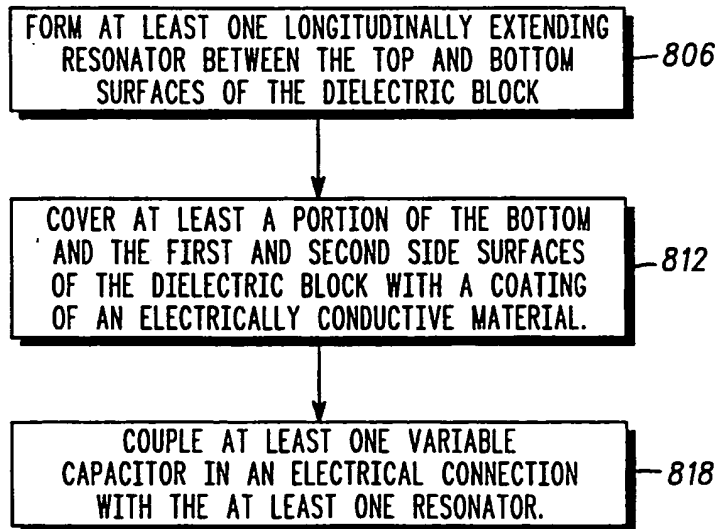 FORM AT LEAST ONE LONGITUDINALLY EXTENDING
RESONATOR BETWEEN THE TOP AND BOTTOM
SURFACES OF THE DIELECTRIC BLOCK
806
COVER AT LEAST A PORTION OF THE BOTTOM
AND THE FIRST AND SECOND SIDE SURFACES
OF THE DIELECTRIC BLOCK WITH A COATING
OF AN ELECTRICALLY CONDUCTIVE MATERIAL.
812
COUPLE AT LEAST ONE VARIABLE
CAPACITOR IN AN ELECTRICAL CONNECTION
WITH THE AT LEAST ONE RESONATOR.
818